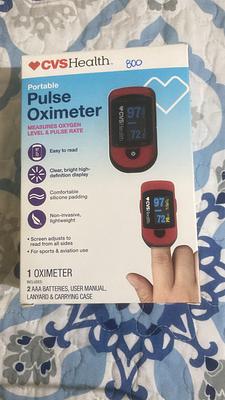 CVSHealth
800
Portable
Pulse
Oximeter
MEASURES OXYGEN
LEVEL & PULSE RATE
Easy to read
Clear, bright high-
definition display
Comfortable
silicone padding
Non-invasive,
lightweight
• Screen adjusts to
read from all sides
• For sports & aviation use
97
72
97
72
1 OXIMETER
INCLUDES:
2 AAA BATTERIES, USER MANUAL,
LANYARD & CARRYING CASE